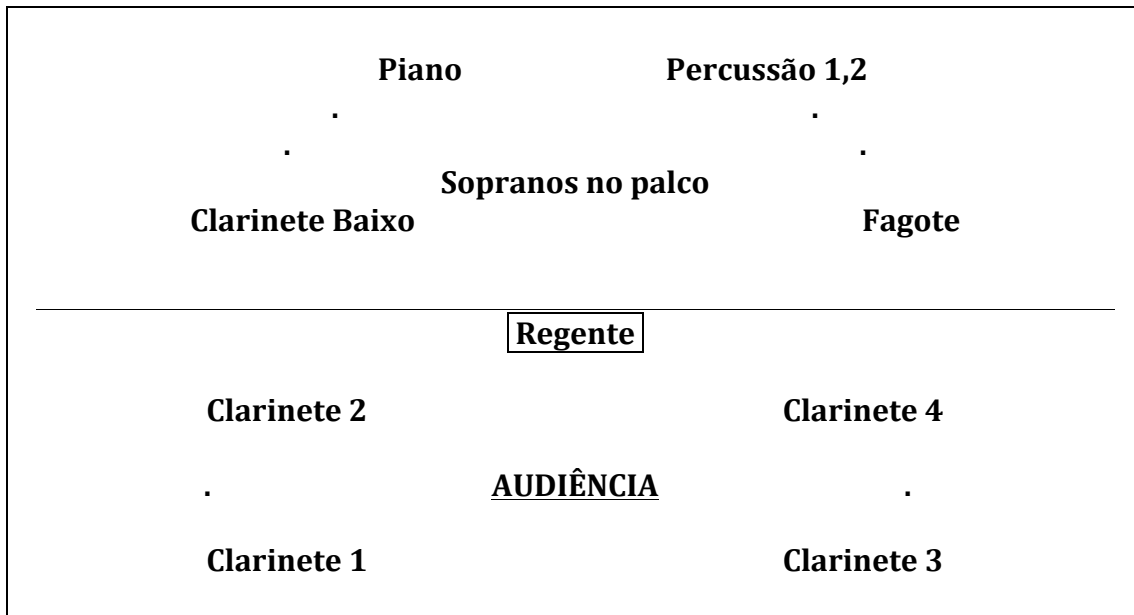 Piano Percussão 1,2
. .
. .
Sopranos no palco
Clarinete Baixo Fagote
Regente
Clarinete 2 Clarinete 4
. AUDIÊNCIA .
Clarinete 1 Clarinete 3